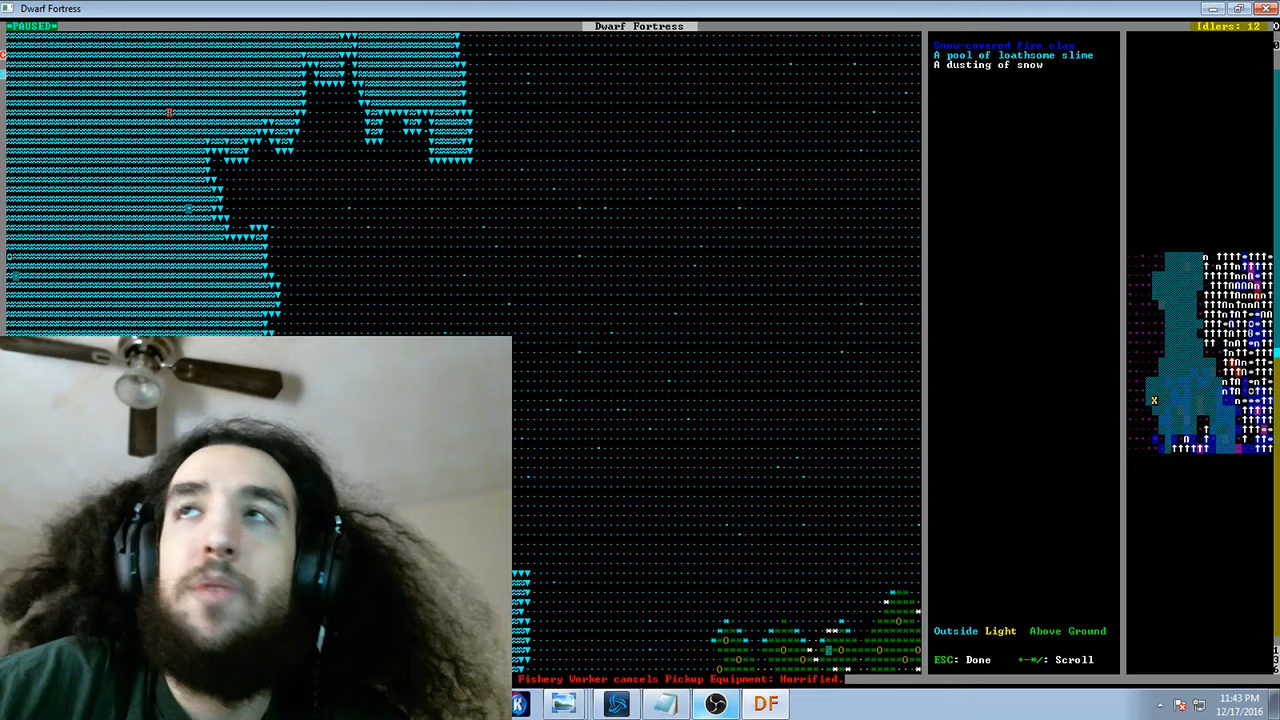 Dwarf Fortress
*PAUSED*
Dwarf Fortress
Idlers: 12
Snow-covered fire clay
A pool of loathsome slime
A dusting of snow
Outside Light Above Ground
ESC: Done +-*/: Scroll
Fishery Worker cancels Pickup Equipment: Horrified.
DF
11:43 PM
12/17/2016